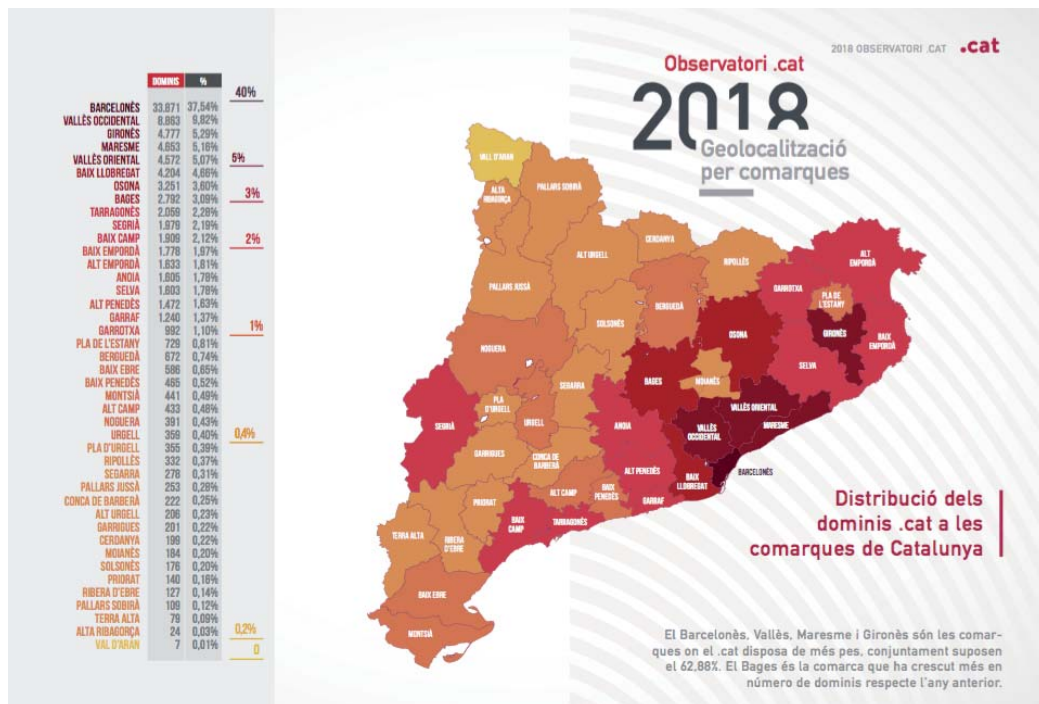 2018 OBSERVATORI .CAT .cat
Observatori .cat
2018
Geolocalització
per comarques
DOMINIS %
40%
BARCELONÈS 33.871 37,54%
VALLÈS OCCIDENTAL 8.863 9,82%
GIRONÈS 4.777 5,29%
MARESME 4.653 5,16%
VALLÈS ORIENTAL 4.572 5,07% 5%
BAIX LLOBREGAT 4.204 4,66%
OSONA 3.251 3,60%
BAGES 2.792 3,09% 3%
TARRAGONÈS 2.059 2,28%
SEGRIÀ 1.979 2,19%
BAIX CAMP 1.909 2,12% 2%
BAIX EMPORDÀ 1.778 1,97%
ALT EMPORDÀ 1.633 1,81%
ANOIA 1.605 1,78%
SELVA 1.603 1,78%
ALT PENEDÈS 1.472 1,63%
GARRAF 1.240 1,37%
GARROTXA 992 1,10% 1%
PLA DE L'ESTANY 729 0,81%
BERGUEDÀ 672 0,74%
BAIX EBRE 586 0,65%
BAIX PENEDÈS 465 0,52%
MONTSIÀ 441 0,49%
ALT CAMP 433 0,48%
NOGUERA 391 0,43%
URGELL 359 0,40% 0,4%
PLA D'URGELL 355 0,39%
RIPOLLÈS 332 0,37%
SEGARRA 278 0,31%
PALLARS JUSSÀ 253 0,28%
CONCA DE BARBERÀ 222 0,25%
ALT URGELL 206 0,23%
GARRIGUES 201 0,22%
CERDANYA 199 0,22%
MOIANÈS 184 0,20%
SOLSONÈS 176 0,20%
PRIORAT 140 0,16%
RIBERA D'EBRE 127 0,14%
PALLARS SOBIRÀ 109 0,12%
TERRA ALTA 79 0,09%
ALTA RIBAGORÇA 24 0,03% 0,2%
VAL D'ARAN 7 0,01% 0
VALL D'ARAN
ALTA
RIBAGORÇA
PALLARS SOBIRÀ
CERDANYA
ALT URGELL
RIPOLLÈS
ALT
EMPORDÀ
GARROTXA
PALLARS JUSSÀ
PLA DE
L'ESTANY
BERGUEDÀ
SOLSONÈS
OSONA
GIRONÈS
BAIX
EMPORDÀ
NOGUERA
SELVA
BAGES
MOIANÈS
SEGARRA
PLA
D'URGELL
VALLÈS ORIENTAL
SEGRIÀ
URGELL
ANOIA
VALLÈS
OCCIDENTAL
MARESME
GARRIGUES
CONCA DE
BARBERÀ
ALT PENEDÈS
BAIX
LLOBREGAT
BARCELONÈS
PRIORAT
ALT CAMP
BAIX
PENEDÈS
GARRAF
BAIX
CAMP
TARRAGONÈS
TERRA ALTA
RIBERA
D'EBRE
BAIX EBRE
MONTSIÀ
Distribució dels
dominis .cat a les
comarques de Catalunya
El Barcelonès, Vallès, Maresme i Gironès són les comar-
ques on el .cat disposa de més pes, conjuntament suposen
el 62,88%. El Bages és la comarca que ha crescut més en
número de dominis respecte l'any anterior.